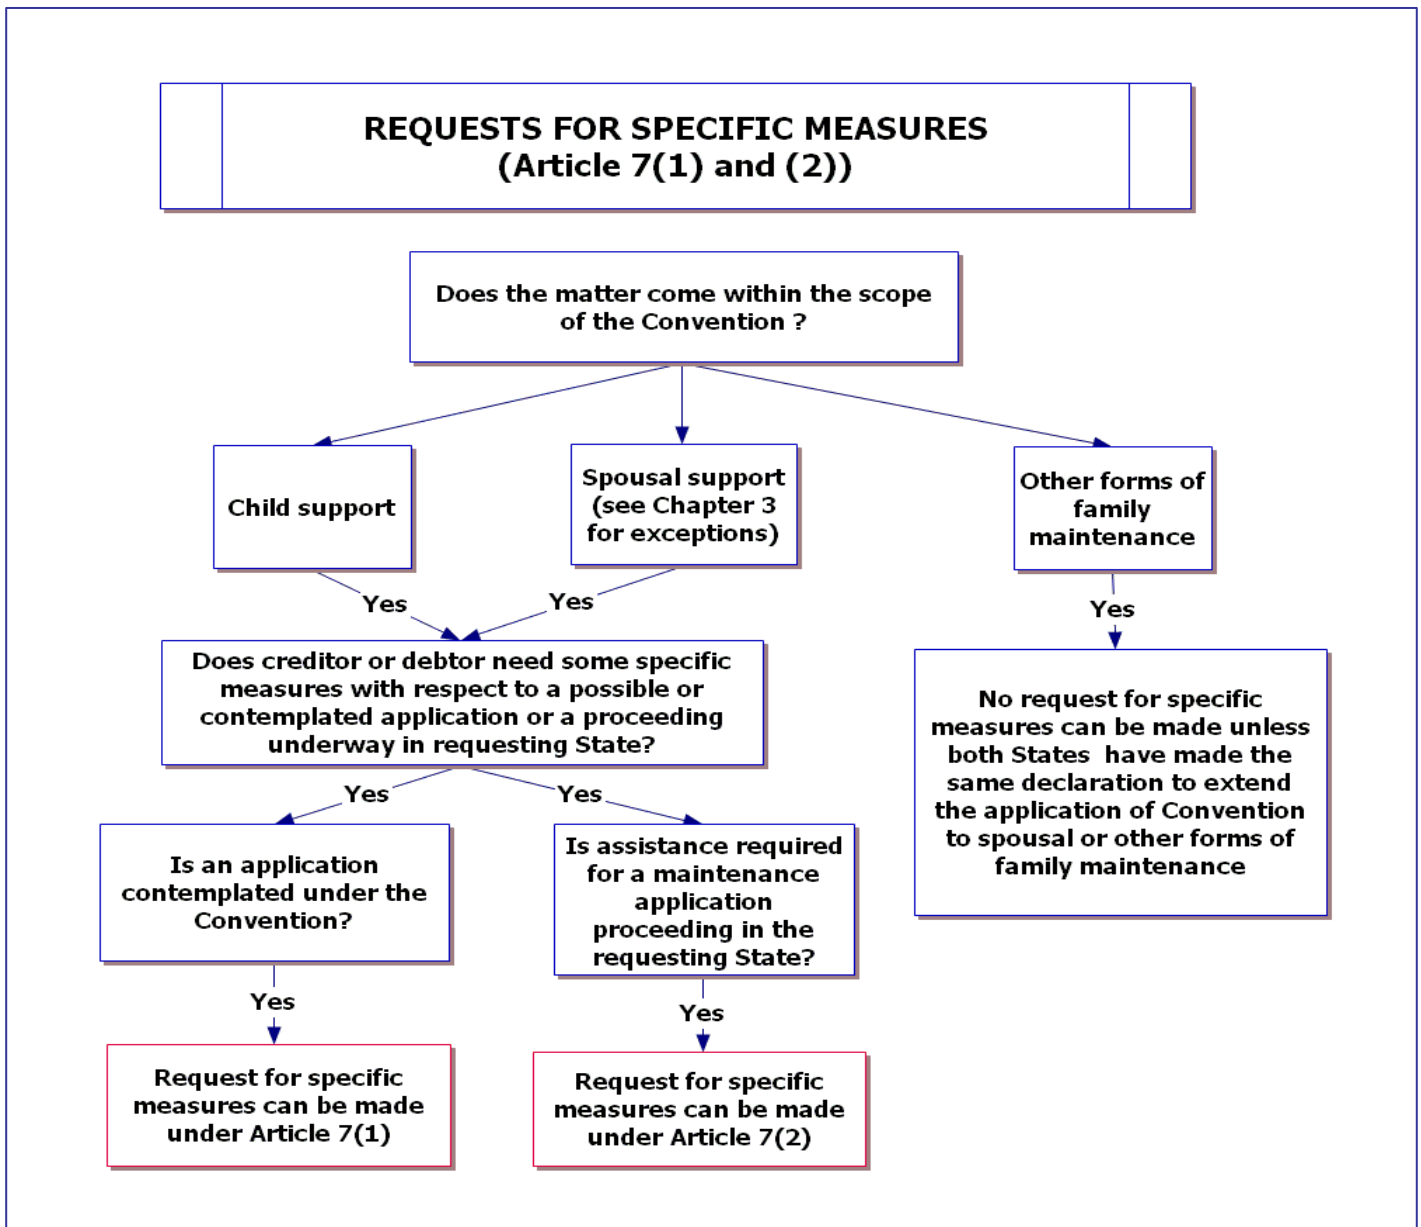 REQUESTS FOR SPECIFIC MEASURES
(Article 7(1) and (2))
Does the matter come within the scope
of the Convention ?
Child support
Spousal support
(see Chapter 3
for exceptions)
Other forms of
family
maintenance
Yes
Yes
Yes
Does creditor or debtor need some specific
measures with respect to a possible or
contemplated application or a proceeding
underway in requesting State?
No request for specific
measures can be made unless
both States  have made the
same declaration to extend
the application of Convention
to spousal or other forms of
family maintenance
Yes
Yes
Is an application
contemplated under the
Convention?
Is assistance required
for a maintenance
application
proceeding in the
requesting State?
Yes
Yes
Request for specific
measures can be made
under Article 7(1)
Request for specific
measures can be made
under Article 7(2)